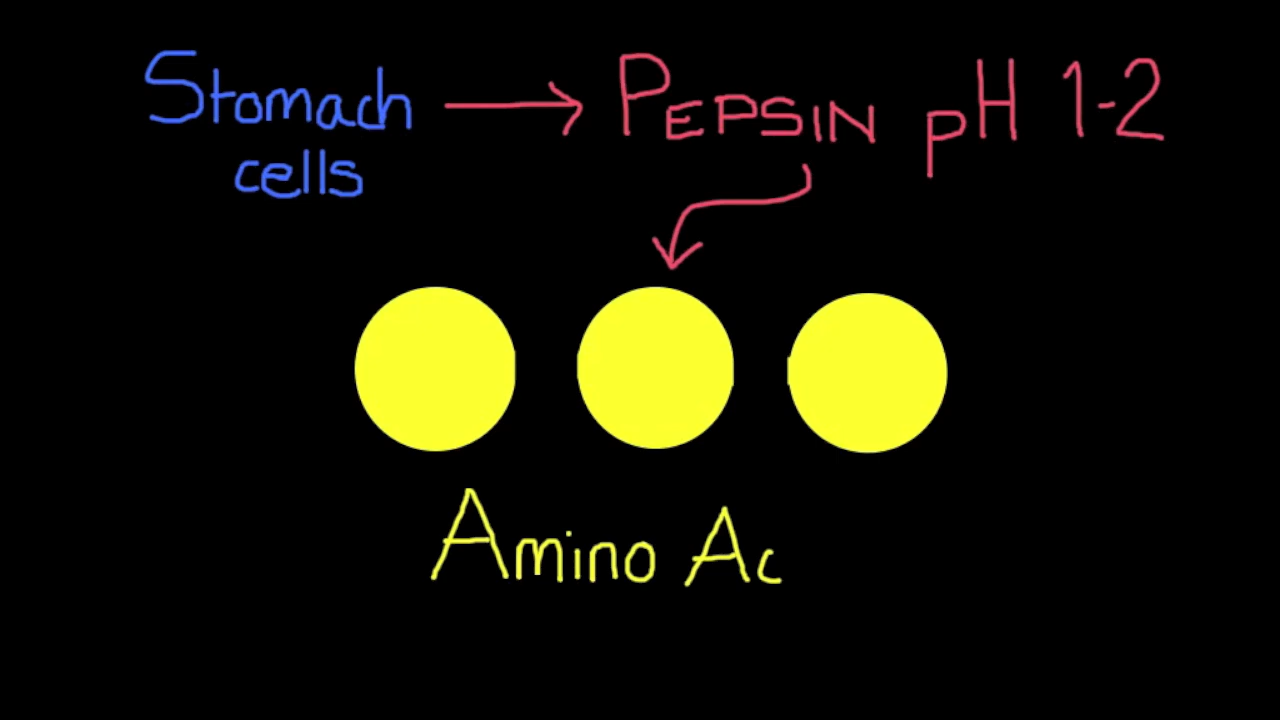 Stomach → PEPSIN pH 1-2
cells
Amino Ac